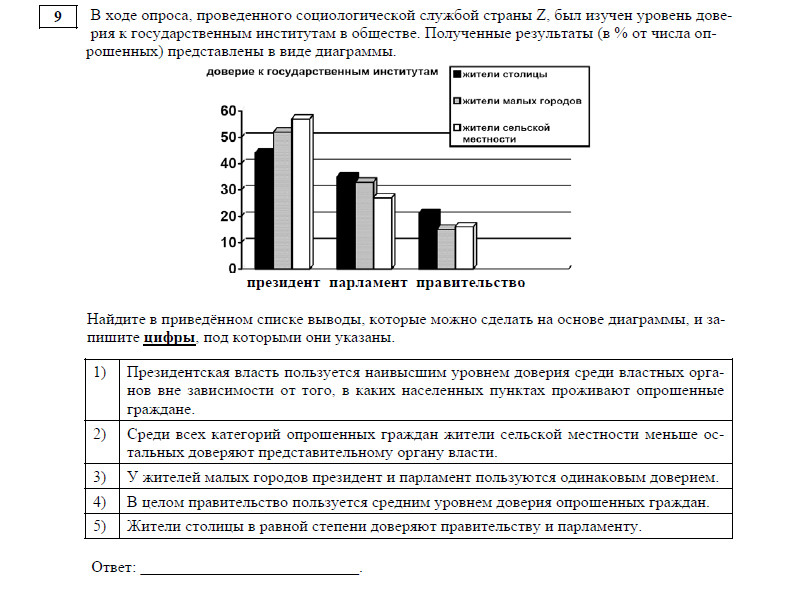 9
В ходе опроса, проведенного социологической службой страны Z, был изучен уровень дове-
рия к государственным институтам в обществе. Полученные результаты (в % от числа оп-
рошенных) представлены в виде диаграммы.
доверие к государственным институтам
жители столицы
жители малых городов
жители сельской
местности
60
50
40
30
20
10
0
президент парламент правительство
Найдите в приведённом списке выводы, которые можно сделать на основе диаграммы, и за-
пишите цифры, под которыми они указаны.
1) Президентская власть пользуется наивысшим уровнем доверия среди властных орга-
нов вне зависимости от того, в каких населенных пунктах проживают опрошенные
граждане.
2) Среди всех категорий опрошенных граждан жители сельской местности меньше ос-
тальных доверяют представительному органу власти.
3) У жителей малых городов президент и парламент пользуются одинаковым доверием.
4) В целом правительство пользуется средним уровнем доверия опрошенных граждан.
5) Жители столицы в равной степени доверяют правительству и парламенту.
Ответ: ___________________________.